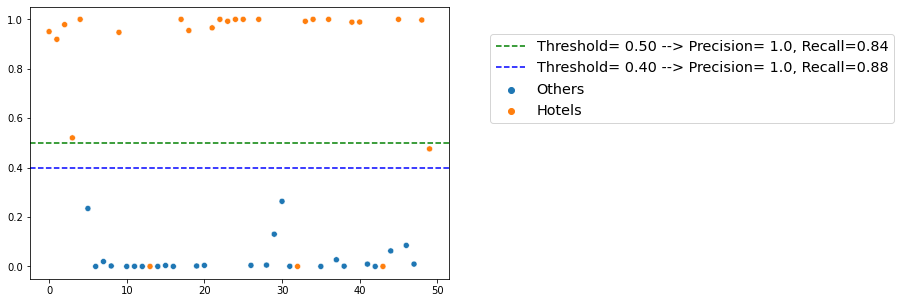 1.0
0.8
0.6
0.4
0.2
0.0
0 10 20 30 40 50
Threshold= 0.50 --> Precision= 1.0, Recall=0.84
Threshold= 0.40 --> Precision= 1.0, Recall=0.88
Others
Hotels